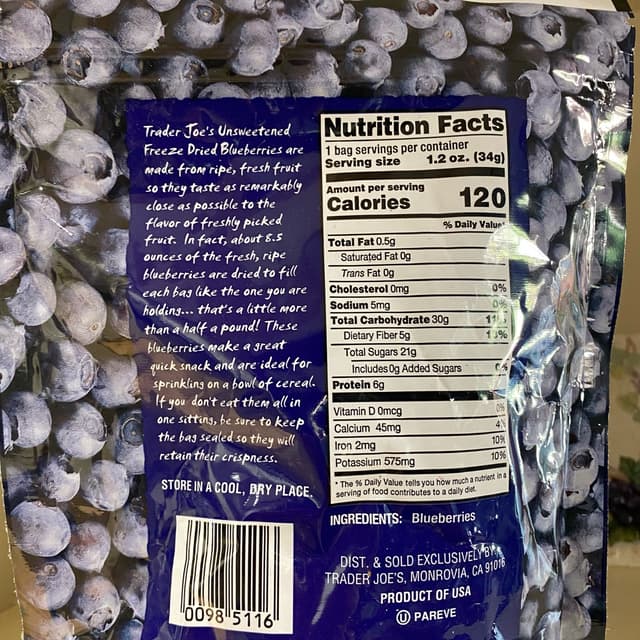 Trader Joe's Unsweetened
Freeze Dried Blueberries are
made from ripe, fresh fruit
so they taste as remarkably
close as possible to the
flavor of freshly picked
fruit. In fact, about 8.5
ounces of the fresh, ripe
blueberries are dried to fill
each bag like the one you are
holding... that's a little more
than a half a pound! These
blueberries make a great
quick snack and are ideal for
sprinkling on a bowl of cereal.
If you don't eat them all in
one sitting, be sure to keep
the bag sealed so they will
retain their crispness.
STORE IN A COOL, DRY PLACE.
0098 5116
Nutrition Facts
1 bag servings per container
Serving size 1.2 oz. (34g)
Amount per serving
Calories 120
% Daily Value*
Total Fat 0.5g
Saturated Fat 0g
Trans Fat 0g
Cholesterol 0mg 0%
Sodium 5mg 0%
Total Carbohydrate 30g
Dietary Fiber 5g
Total Sugars 21g
Includes 0g Added Sugars
Protein 6g
Vitamin D 0mcg 0%
Calcium 45mg
Iron 2mg 10%
Potassium 575mg 10%
* The % Daily Value tells you how much a nutrient in a
serving of food contributes to a daily diet.
INGREDIENTS: Blueberries
DIST. & SOLD EXCLUSIVELY BY:
TRADER JOE'S, MONROVIA, CA 91016
PRODUCT OF USA
U PAREVE